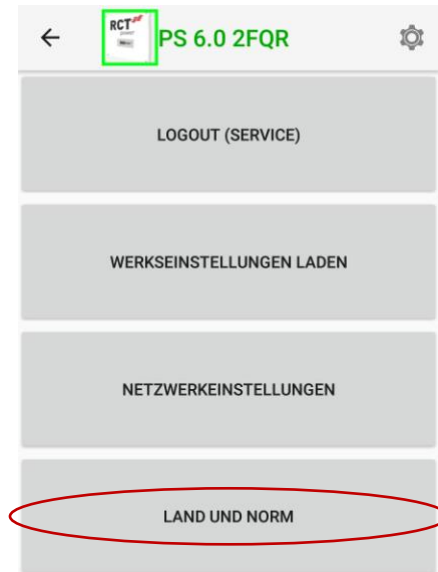 RCT
PS 6.0 2FQR
LOGOUT (SERVICE)
WERKSEINSTELLUNGEN LADEN
NETZWERKEINSTELLUNGEN
LAND UND NORM